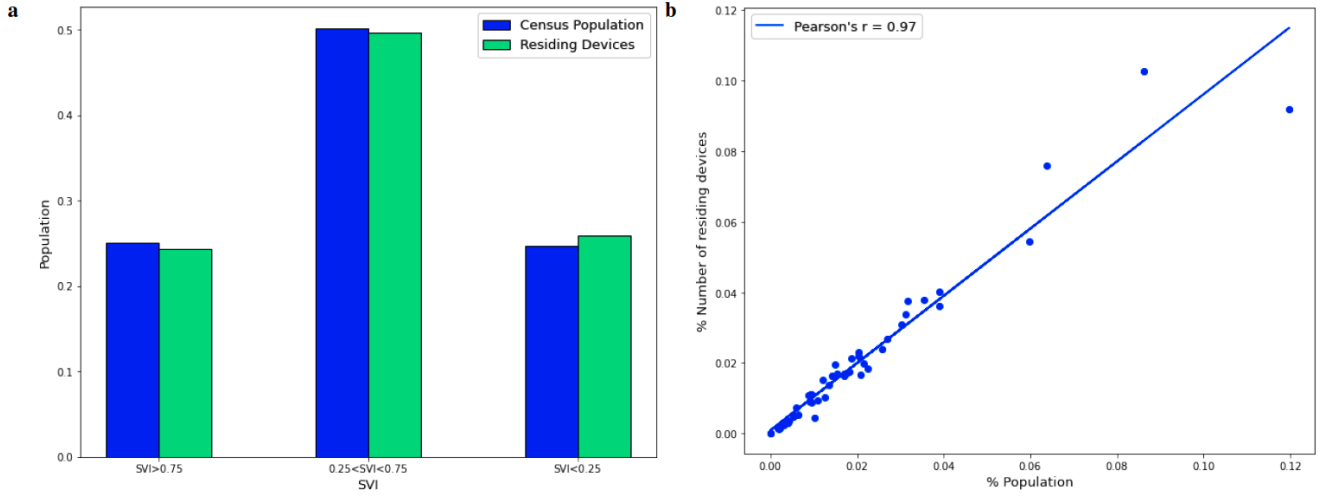 a
Census Population
Residing Devices
Population
0.5
0.4
0.3
0.2
0.1
0.0
SVI>0.75
0.25<SVI<0.75
SVI<0.25
SVI
b
Pearson's r = 0.97
% Number of residing devices
0.12
0.10
0.08
0.06
0.04
0.02
0.00
0.00
0.02
0.04
0.06
0.08
0.10
0.12
% Population